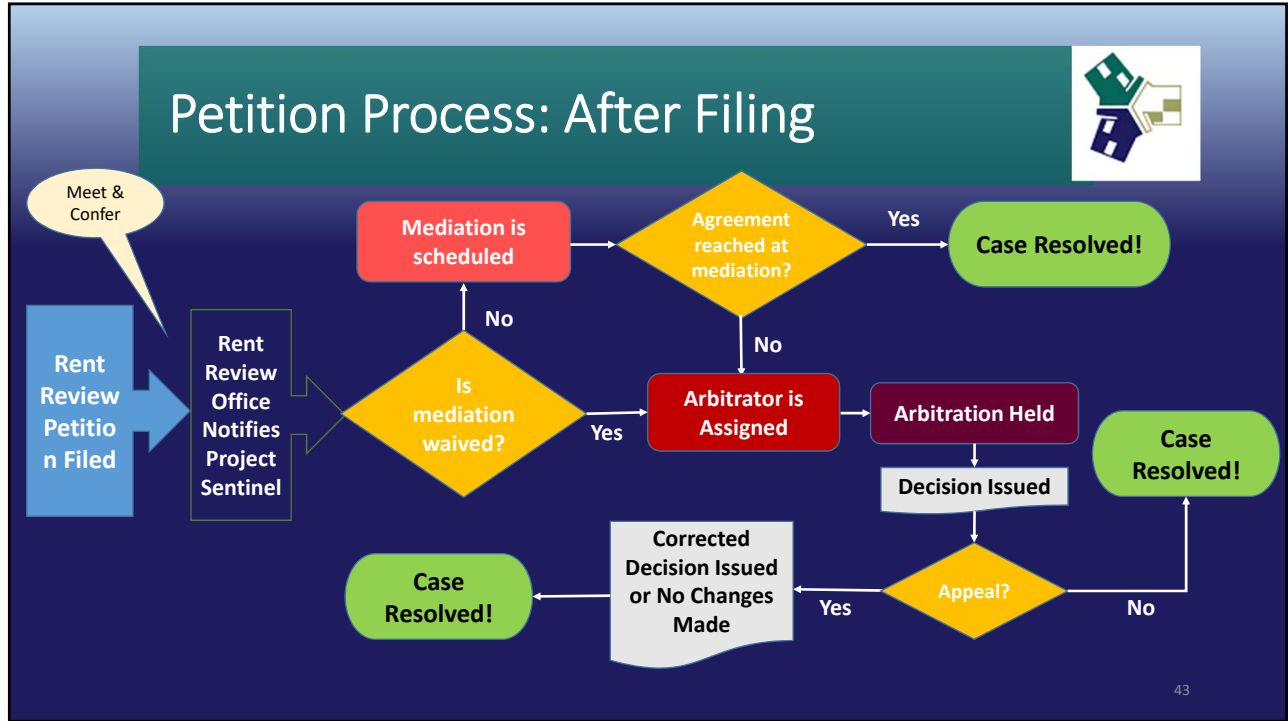 Petition Process: After Filing
Meet &
Confer
Rent
Review
Petitio
n Filed
Rent
Review
Office
Notifies
Project
Sentinel
Is
mediation
waived?
No
Mediation is
scheduled
Agreement
reached at
mediation?
Yes
Case Resolved!
No
Yes
Arbitrator is
Assigned
Arbitration Held
Decision Issued
Appeal?
No
Case
Resolved!
Yes
Corrected
Decision Issued
or No Changes
Made
Case
Resolved!
43